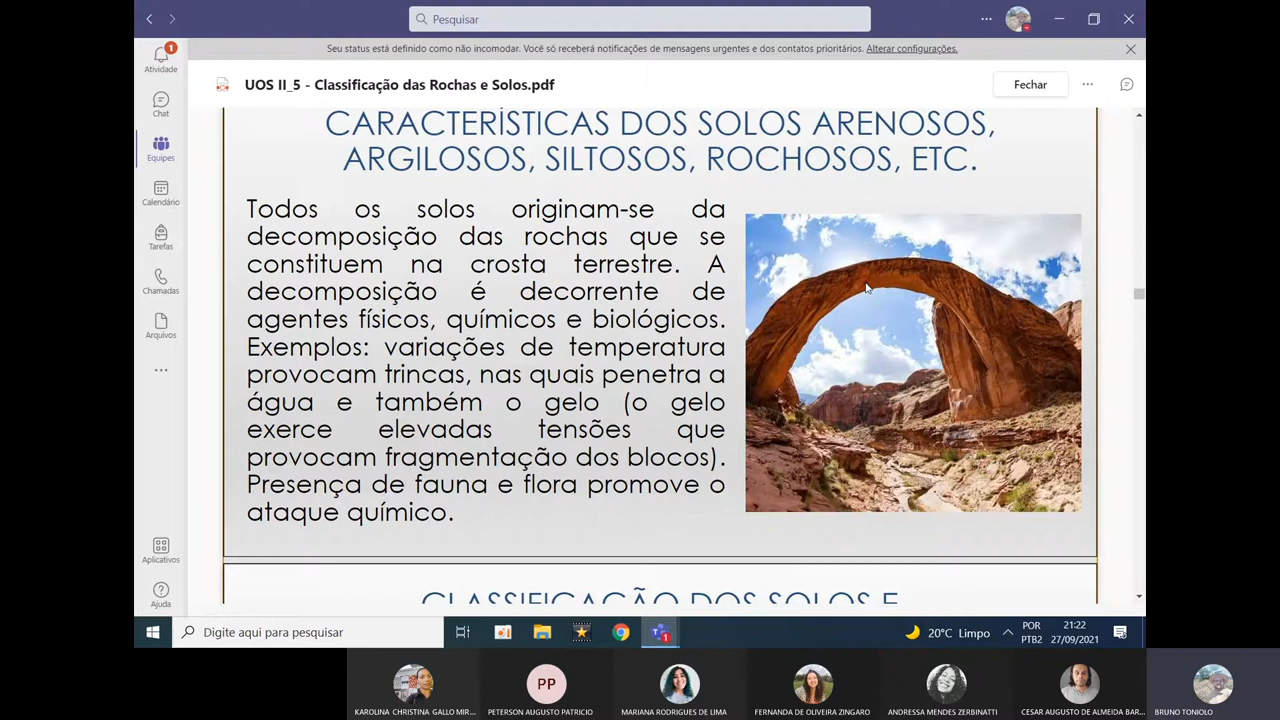 Pesquisar
Seu status está definido como não incomodar. Você só receberá notificações de mensagens urgentes e dos contatos prioritários. Alterar configurações.
1
Atividade
Chat
Equipes
Calendário
Tarefas
Chamadas
Arquivos
Aplicativos
Ajuda
UOS II_5 - Classificação das Rochas e Solos.pdf
Fechar
CARACTERÍSTICAS DOS SOLOS ARENOSOS,
ARGILOSOS, SILTOSOS, ROCHOSOS, ETC.
Todos os solos originam-se da
decomposição das rochas que se
constituem na crosta terrestre. A
decomposição é decorrente de
agentes físicos, químicos e biológicos.
Exemplos: variações de temperatura
provocam trincas, nas quais penetra a
água e também o gelo (o gelo
exerce elevadas tensões que
provocam fragmentação dos blocos).
Presença de fauna e flora promove o
ataque químico.
CLASSIFICAÇÃO DOS SOLOS E
Digite aqui para pesquisar
1
20°C Limpo
POR
PTB2
21:22
27/09/2021
KAROLINA CHRISTINA GALLO MIR...
PP
PETERSON AUGUSTO PATRICIO
MARIANA RODRIGUES DE LIMA
FERNANDA DE OLIVEIRA ZINGARO
ANDRESSA MENDES ZERBINATTI
CESAR AUGUSTO DE ALMEIDA BAR...
BRUNO TONIOLO